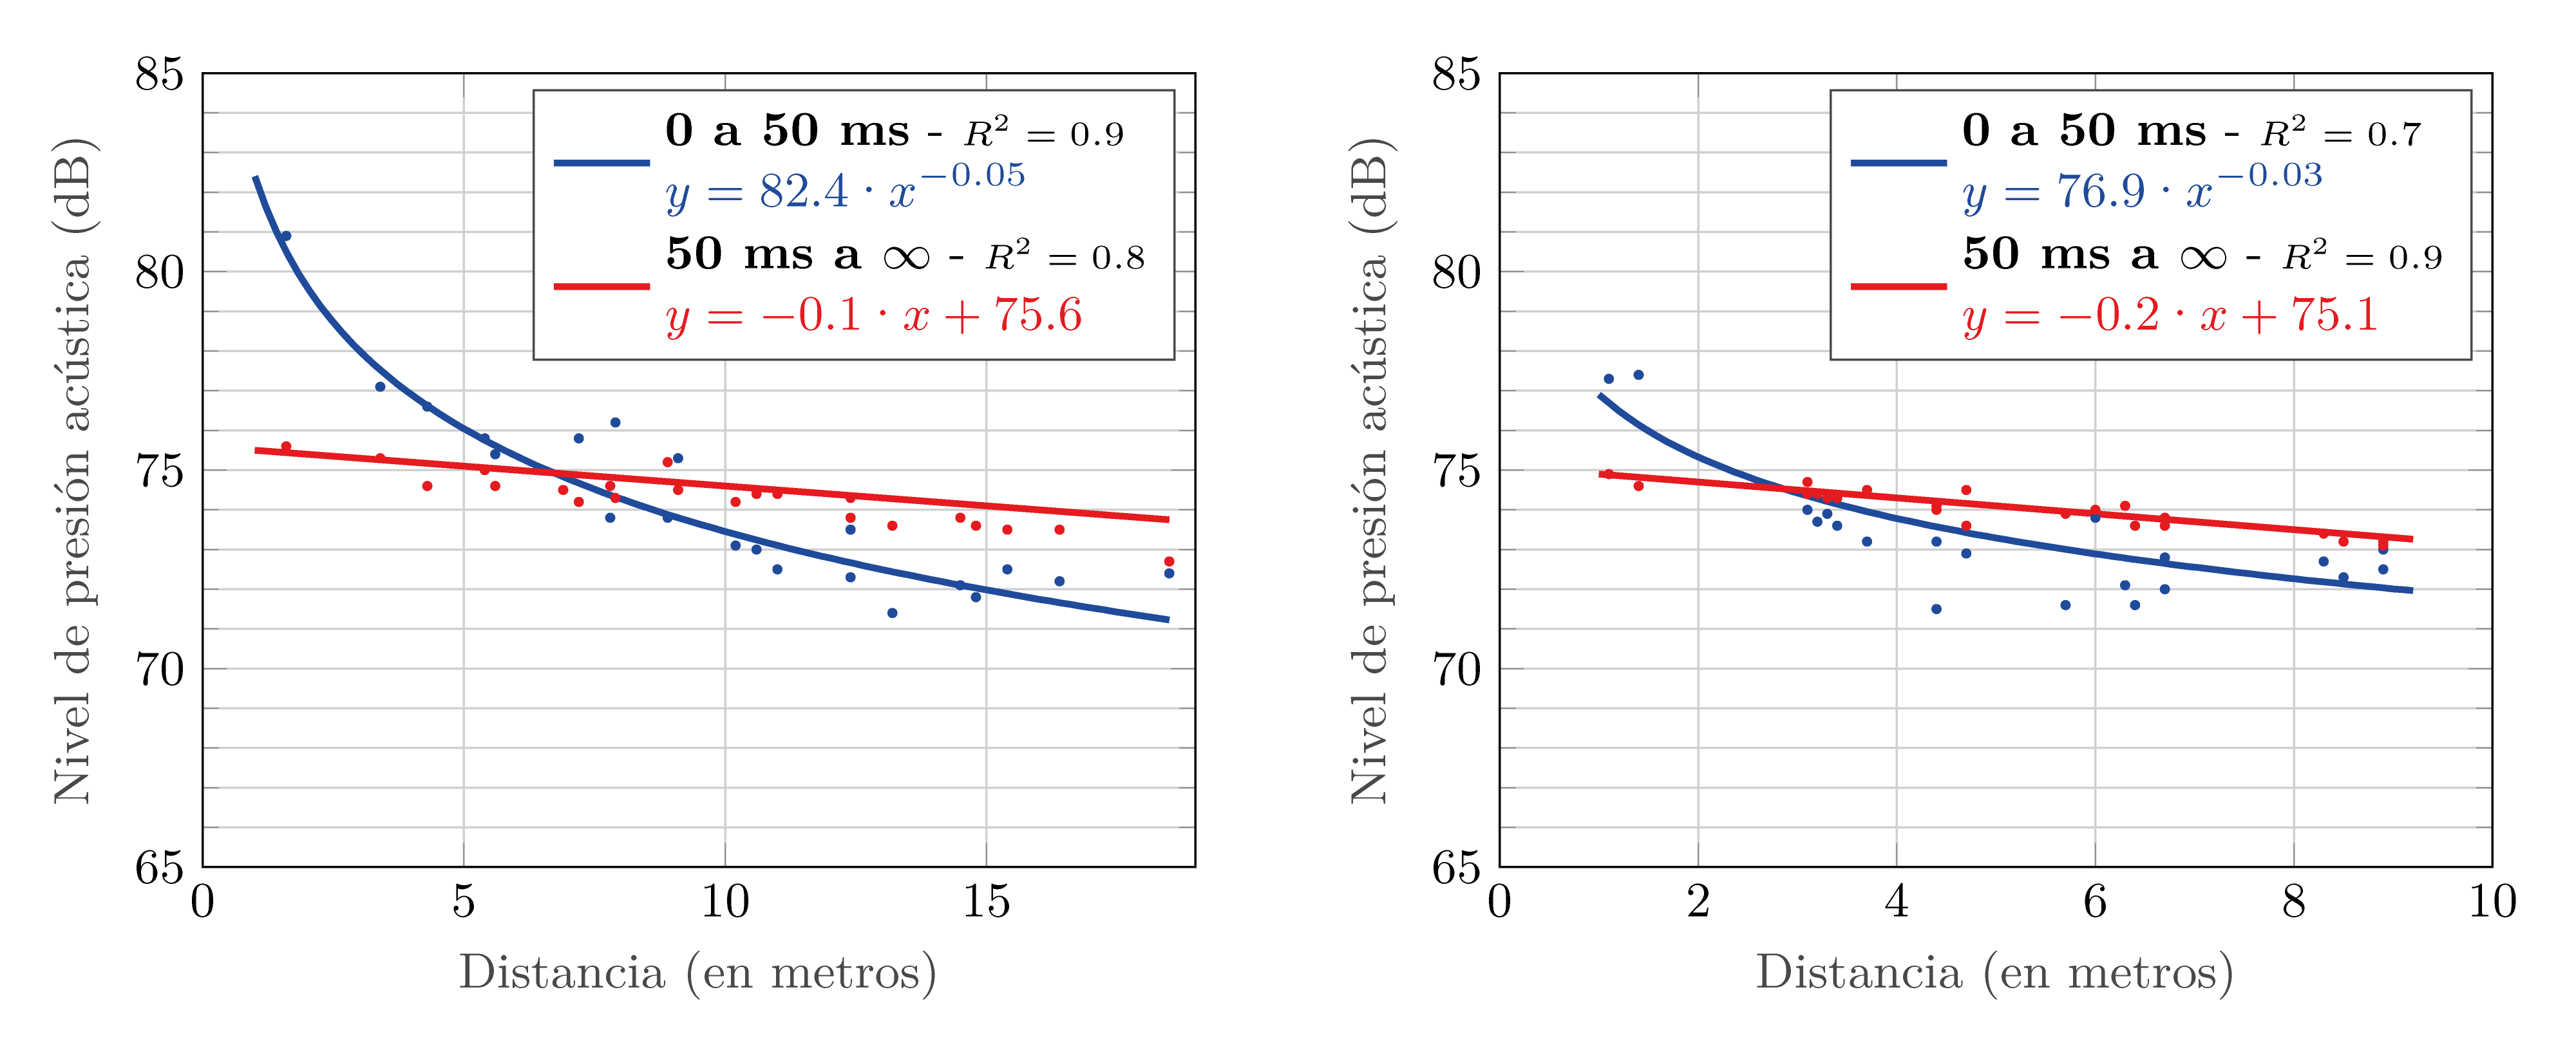 85
80
75
70
65
0
5
10
15
Nivel de presión acústica (dB)
Distancia (en metros)
0 a 50 ms - R² = 0.9
y = 82.4 · x^{-0.05}
50 ms a ∞ - R² = 0.8
y = −0.1 · x + 75.6
85
80
75
70
65
0
2
4
6
8
10
Nivel de presión acústica (dB)
Distancia (en metros)
0 a 50 ms - R² = 0.7
y = 76.9 · x^{-0.03}
50 ms a ∞ - R² = 0.9
y = −0.2 · x + 75.1